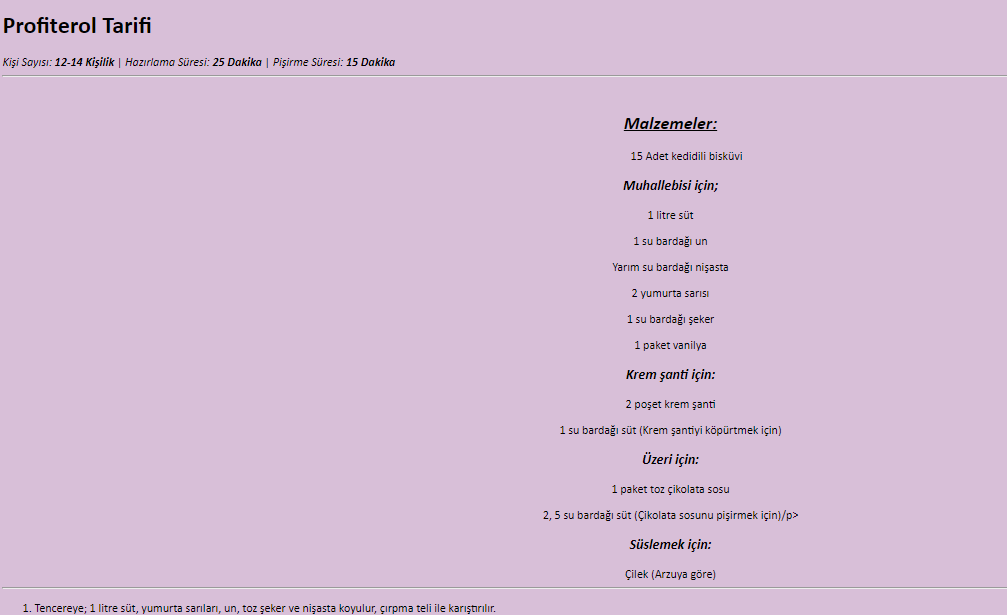 Profiterol Tarifi
Kişi Sayısı: 12-14 Kişilik | Hazırlama Süresi: 25 Dakika | Pişirme Süresi: 15 Dakika
Malzemeler:
15 Adet kedidili bisküvi
Muhallebisi için;
1 litre süt
1 su bardağı un
Yarım su bardağı nişasta
2 yumurta sarısı
1 su bardağı şeker
1 paket vanilya
Krem şanti için:
2 poşet krem şanti
1 su bardağı süt (Krem şantiyi köpürtmek için)
Üzeri için:
1 paket toz çikolata sosu
2, 5 su bardağı süt (Çikolata sosunu pişirmek için)/p>
Süslemek için:
Çilek (Arzuya göre)
1. Tencereye; 1 litre süt, yumurta sarıları, un, toz şeker ve nişasta koyulur, çırpma teli ile karıştırılır.